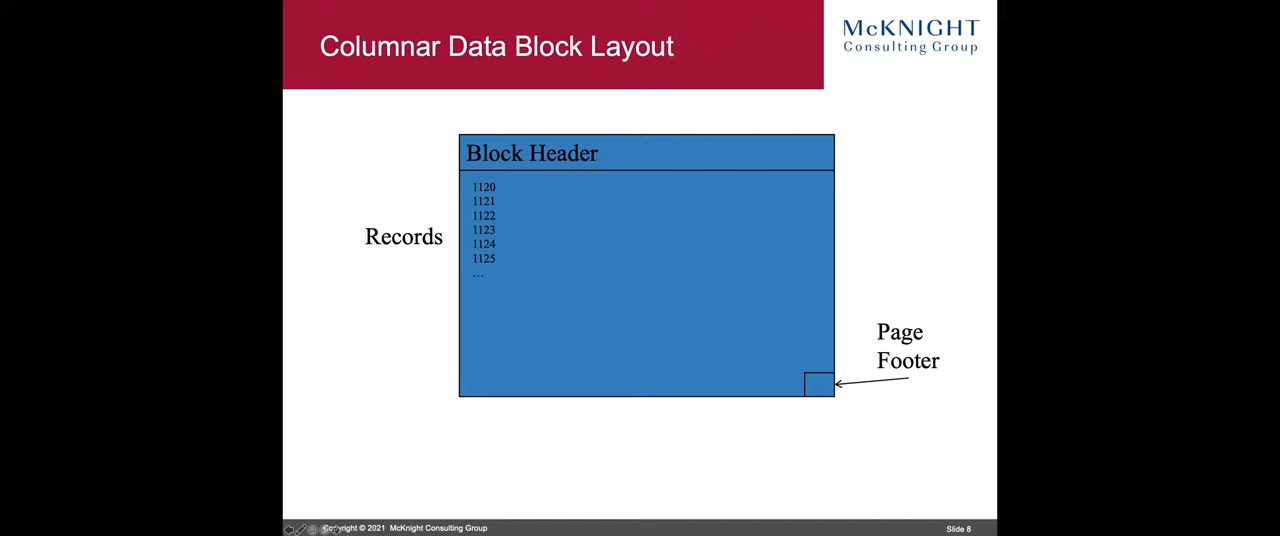 Columnar Data Block Layout
McKNIGHT
Consulting Group
Block Header
1120
1121
1122
1123
1124
1125
...
Records
Page
Footer
Copyright © 2021 McKnight Consulting Group
Slide 8